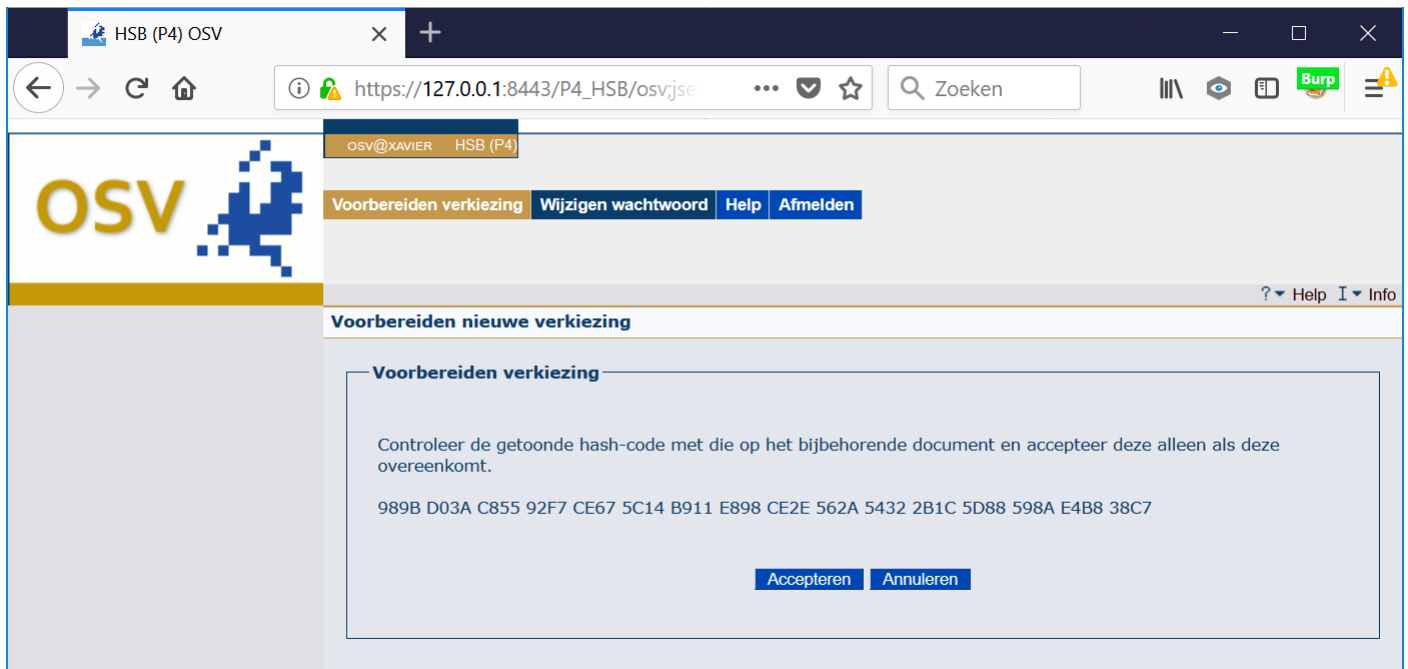 HSB (P4) OSV
https://127.0.0.1:8443/P4_HSB/osv;jse
Zoeken
Burp
OSV@XAVIER HSB (P4)
OSV
Voorbereiden verkiezing Wijzigen wachtwoord Help Afmelden
? Help I Info
Voorbereiden nieuwe verkiezing
Voorbereiden verkiezing
Controleer de getoonde hash-code met die op het bijbehorende document en accepteer deze alleen als deze
overeenkomt.
989B D03A C855 92F7 CE67 5C14 B911 E898 CE2E 562A 5432 2B1C 5D88 598A E4B8 38C7
Accepteren Annuleren